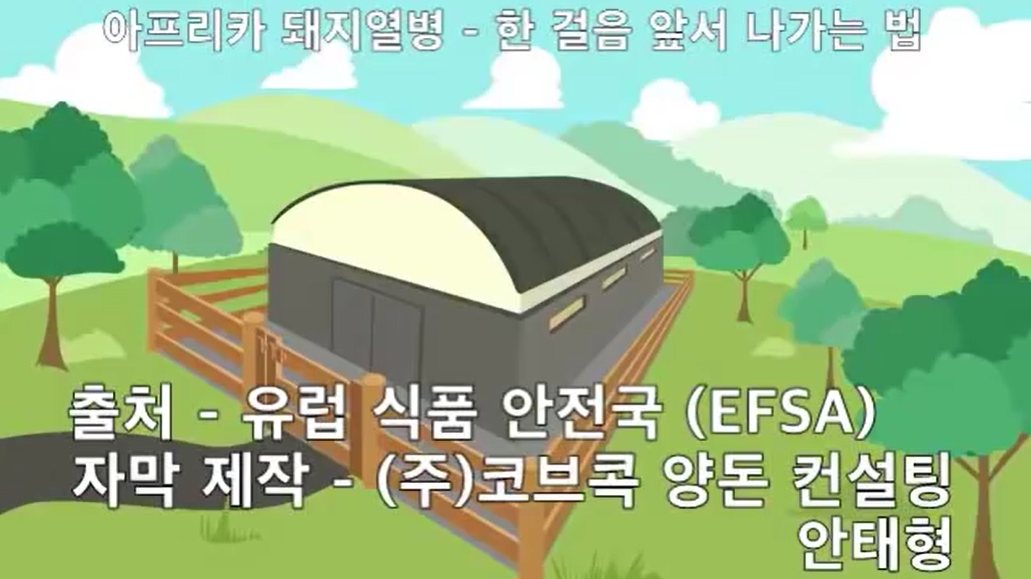 아프리카 돼지열병 - 한 걸음 앞서 나가는 법
출처 - 유럽 식품 안전국 (EFSA)
자막 제작 - (주)코브콕 양돈 컨설팅
안태형